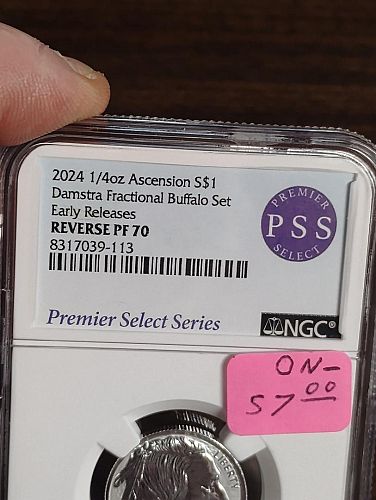 2024 1/4oz Ascension S$1
Damstra Fractional Buffalo Set
Early Releases
REVERSE PF 70
8317039-113
PREMIER
PSS
SELECT
Premier Select Series
NGC®
ON-
57 00
LIBERTY